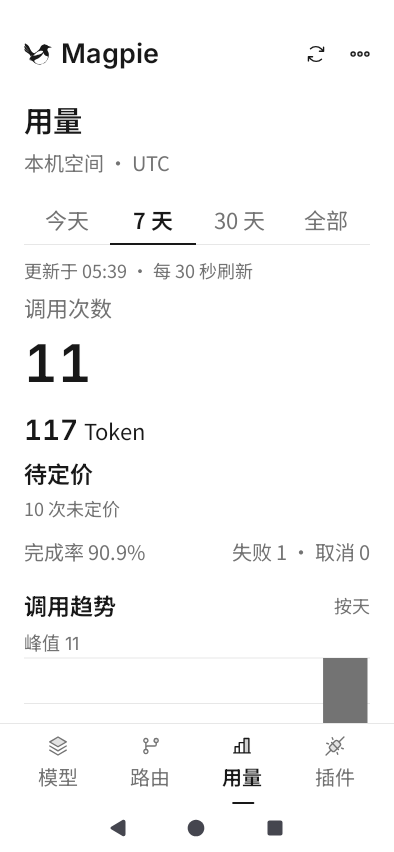 Magpie
用量
本机空间 · UTC
今天 7 天 30 天 全部
更新于 05:39 · 每 30 秒刷新
调用次数
11
117 Token
待定价
10 次未定价
完成率 90.9% 失败 1 · 取消 0
调用趋势 按天
峰值 11
模型 路由 用量 插件